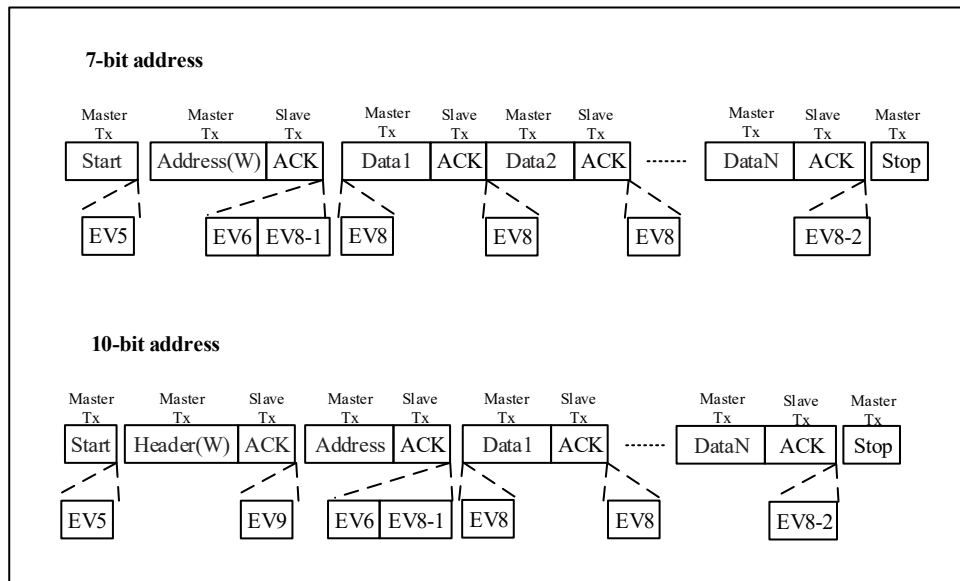 7-bit address
Master Tx Master Tx Slave Tx Master Tx Slave Tx Master Tx Slave Tx Master Tx Slave Tx Master Tx
Start Address(W) ACK Data1 ACK Data2 ACK DataN ACK Stop
EV5 EV6 EV8-1 EV8 EV8 EV8 EV8-2
10-bit address
Master Tx Master Tx Slave Tx Master Tx Slave Tx Master Tx Slave Tx Master Tx Slave Tx Master Tx
Start Header(W) ACK Address ACK Data1 ACK DataN ACK Stop
EV5 EV9 EV6 EV8-1 EV8 EV8 EV8-2